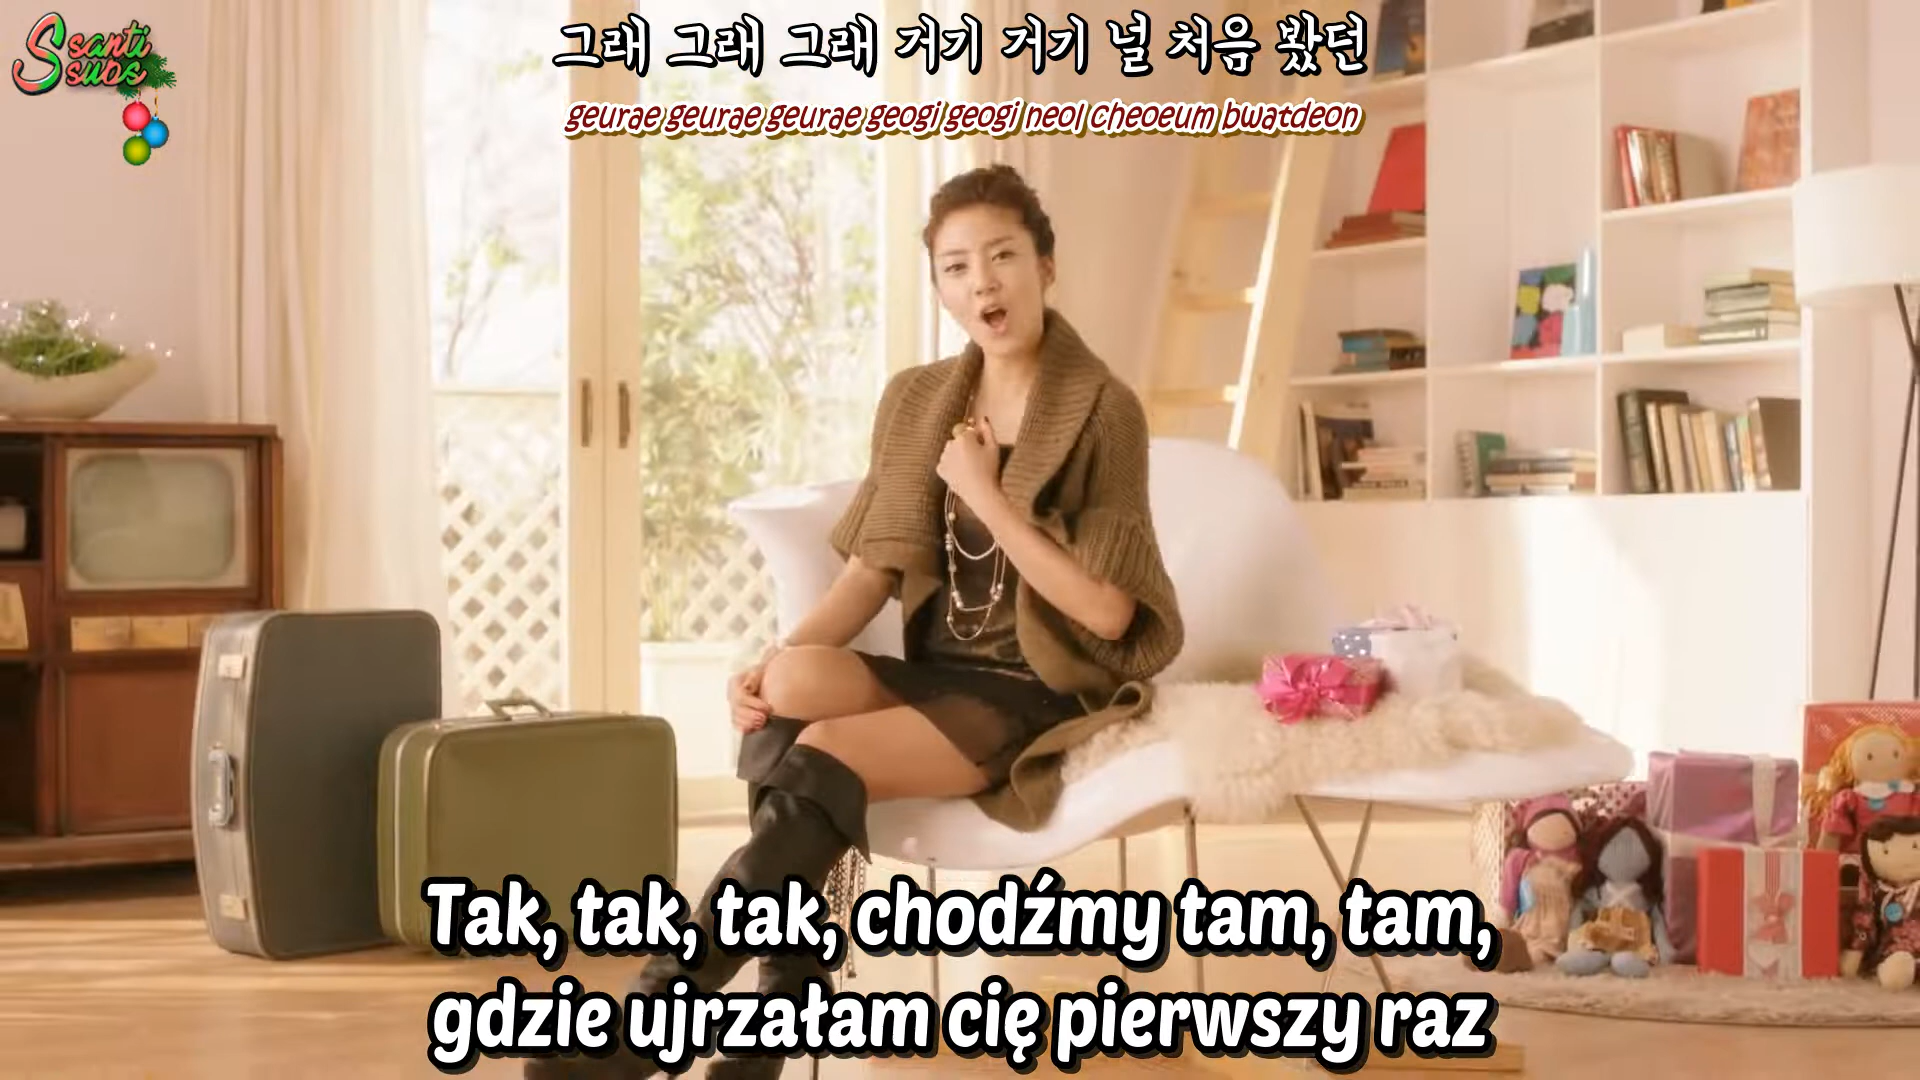 Ssanti
subs
그래 그래 그래 거기 거기 널 처음 봤던
geurae geurae geurae geogi geogi neol cheoeum bwatdeon
Tak, tak, tak, chodźmy tam, tam,
gdzie ujrzałam cię pierwszy raz